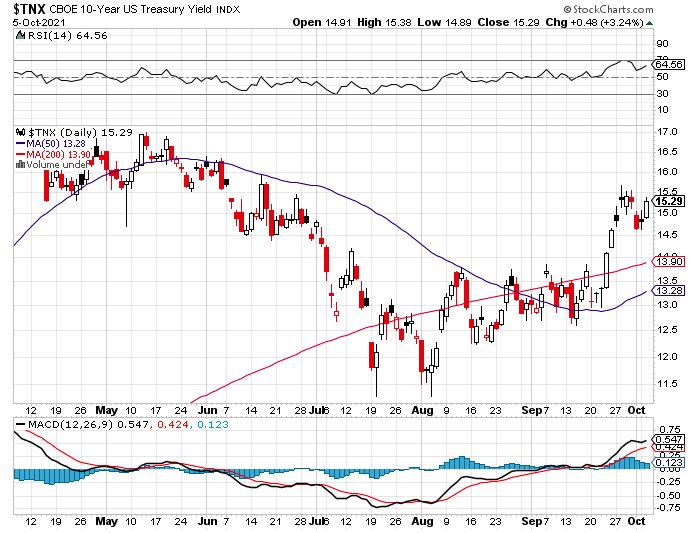 $TNX CBOE 10-Year US Treasury Yield INDX
© StockCharts.com
5-Oct-2021
Open 14.91 High 15.38 Low 14.89 Close 15.29 Chg +0.48 (+3.24%)
RSI(14) 64.56
90
70
64.56
50
30
10
$TNX (Daily) 15.29
MA(50) 13.28
MA(200) 13.90
Volume undef
17.0
16.5
16.0
15.5
15.29
15.0
14.5
13.90
13.5
13.28
13.0
12.5
12.0
11.5
12 19 26 May 10 17 24 Jun 7 14 21 28 Jul 6 12 19 26 Aug 9 16 23 Sep 7 13 20 27 Oct
MACD(12,26,9) 0.547, 0.424, 0.123
0.75
0.547
0.424
0.25
0.123
-0.25
-0.50
-0.75
12 19 26 May 10 17 24 Jun 7 14 21 28 Jul 6 12 19 26 Aug 9 16 23 Sep 7 13 20 27 Oct